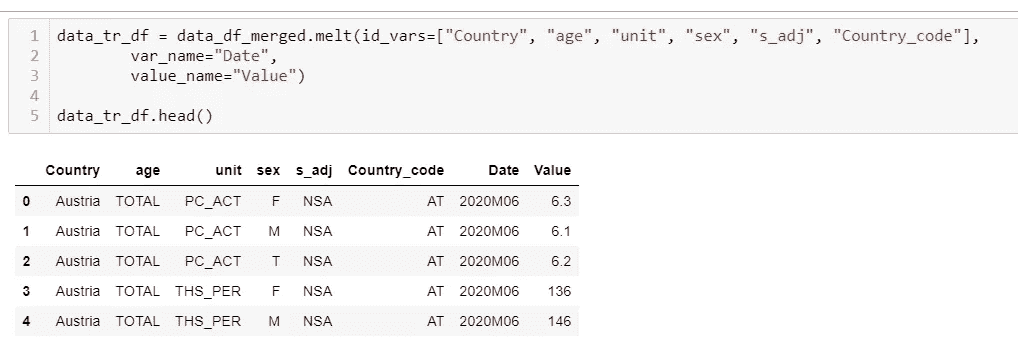 1 data_tr_df = data_df_merged.melt(id_vars=["Country", "age", "unit", "sex", "s_adj", "Country_code"],
2         var_name="Date",
3         value_name="Value")
4
5 data_tr_df.head()
Country age unit sex s_adj Country_code Date Value
0 Austria TOTAL PC_ACT F NSA AT 2020M06 6.3
1 Austria TOTAL PC_ACT M NSA AT 2020M06 6.1
2 Austria TOTAL PC_ACT T NSA AT 2020M06 6.2
3 Austria TOTAL THS_PER F NSA AT 2020M06 136
4 Austria TOTAL THS_PER M NSA AT 2020M06 146